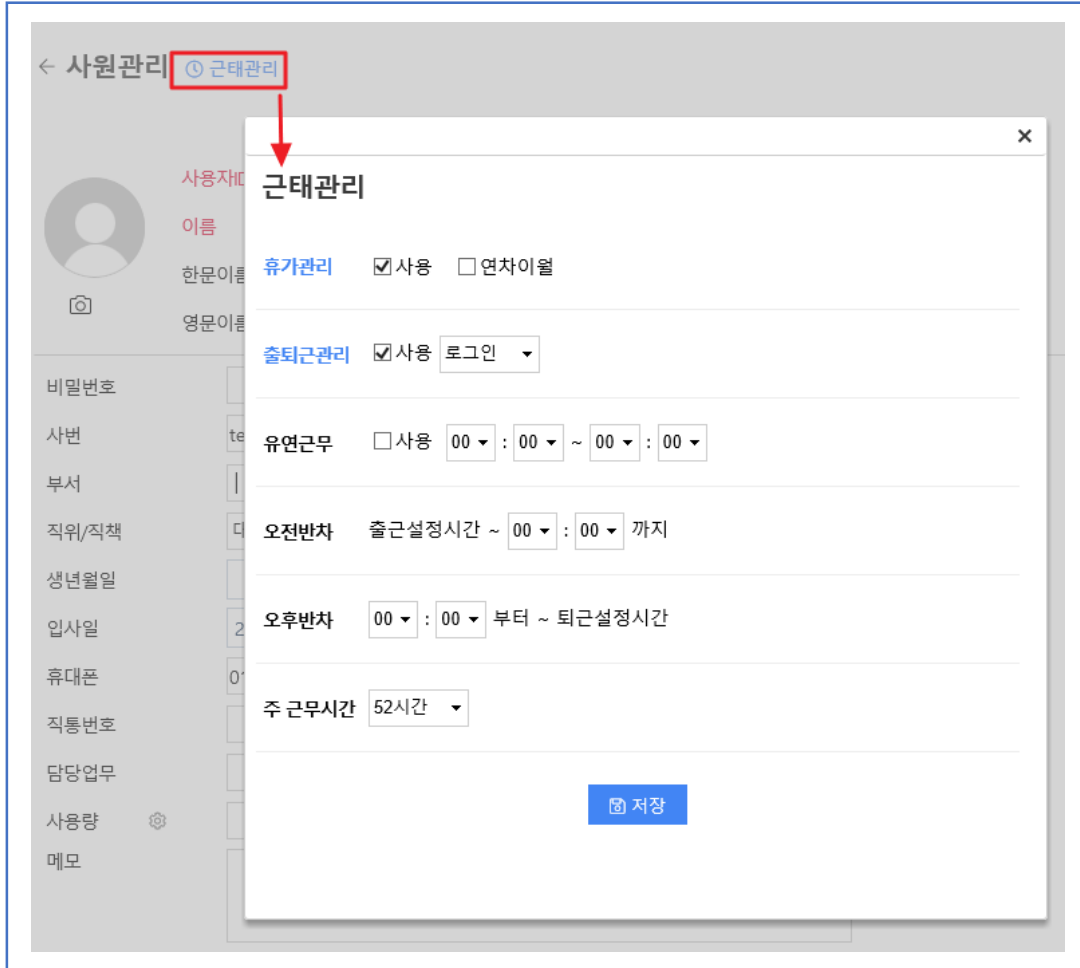 사원관리 근태관리
×
근태관리
사용자ID
이름
한문이름
영문이름
휴가관리 사용 연차이월
출퇴근관리 사용 로그인
유연근무 사용 00 : 00 ~ 00 : 00
오전반차 출근설정시간 ~ 00 : 00 까지
오후반차 00 : 00 부터 ~ 퇴근설정시간
주 근무시간 52시간
저장
비밀번호
사번 te
부서
직위/직책
생년월일
입사일 2
휴대폰 01
직통번호
담당업무
사용량
메모